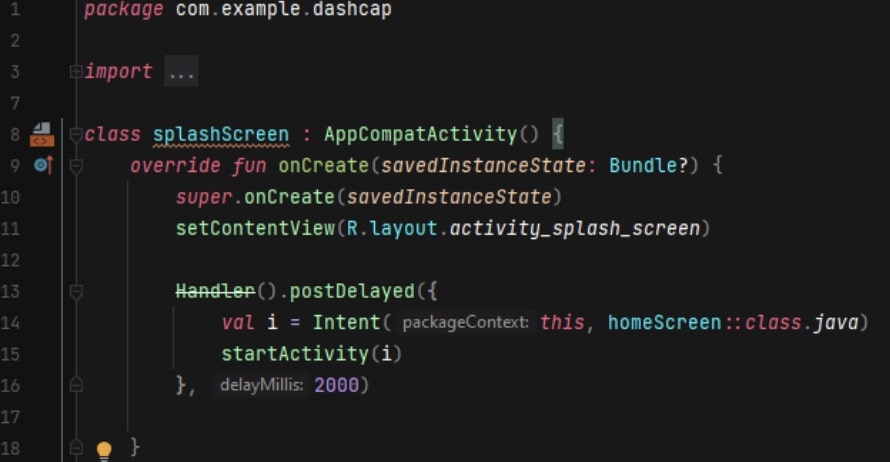 1 package com.example.dashcap
2
3 import ...
7
8 class splashScreen : AppCompatActivity() {
9 override fun onCreate(savedInstanceState: Bundle?) {
10 super.onCreate(savedInstanceState)
11 setContentView(R.layout.activity_splash_screen)
12
13 Handler().postDelayed({
14 val i = Intent( packageContext: this, homeScreen::class.java)
15 startActivity(i)
16 }, delayMillis: 2000)
17
18 }